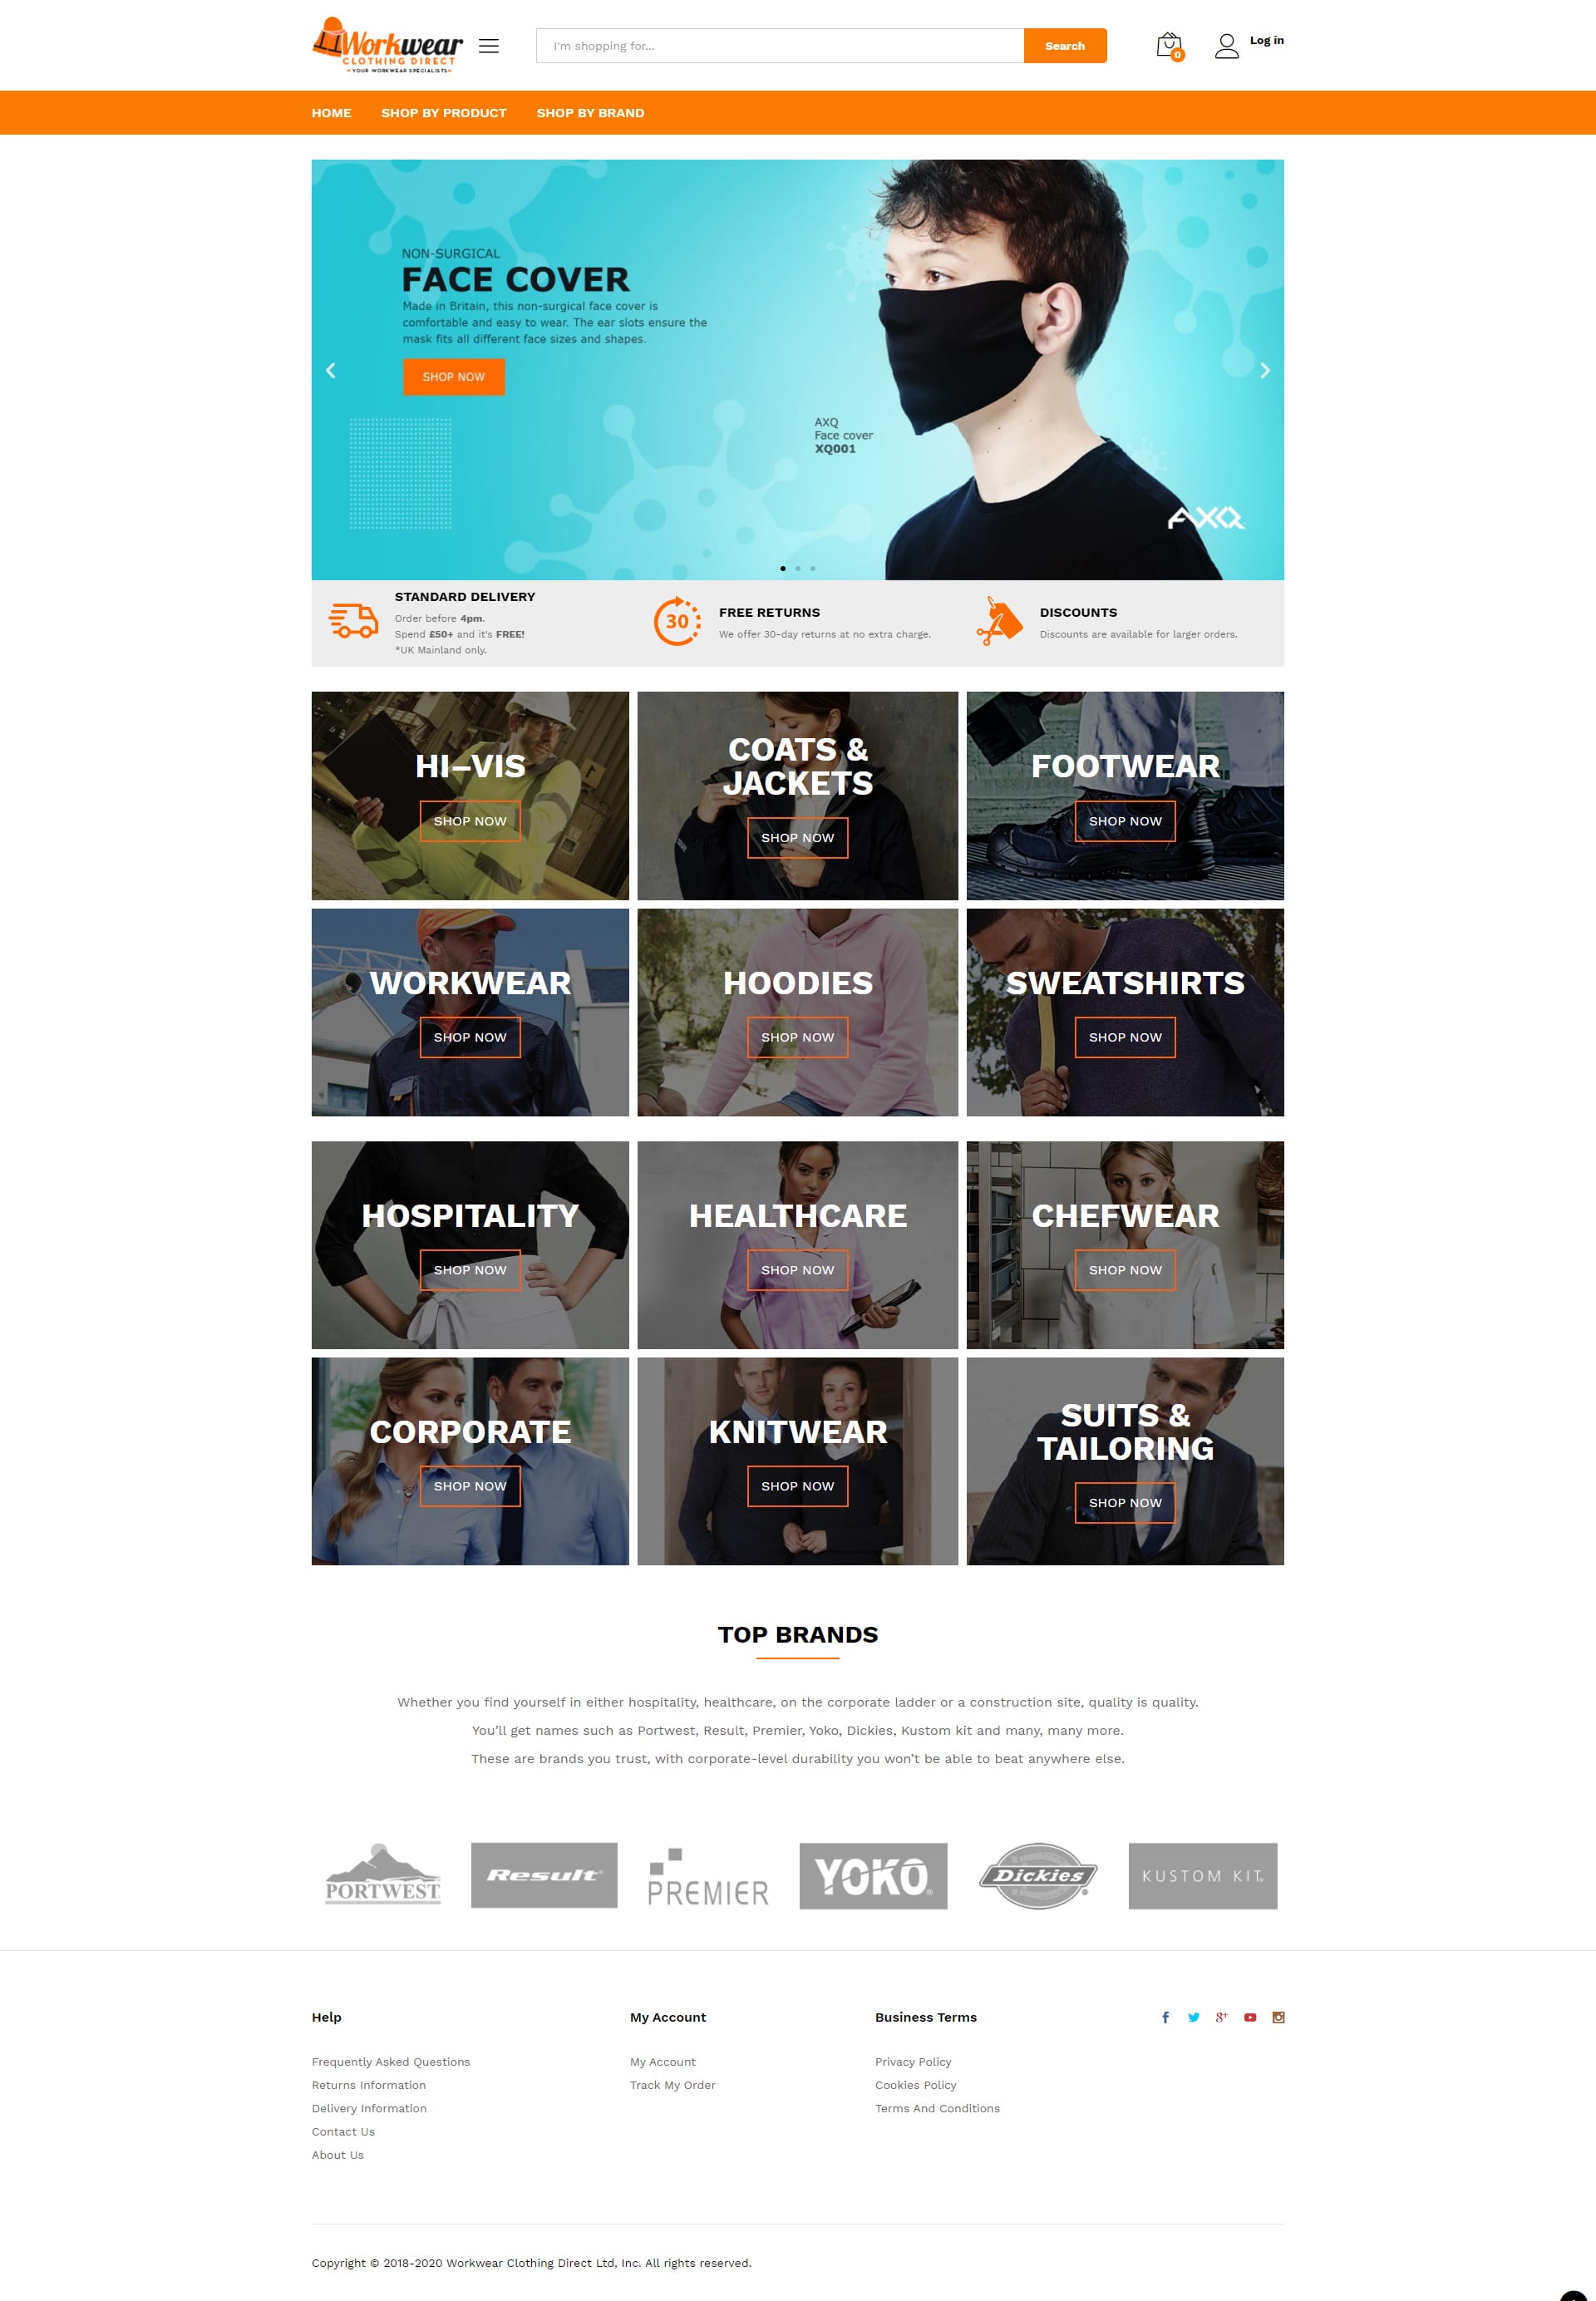 Workwear
CLOTHING DIRECT
YOUR WORKWEAR SPECIALISTS
I'm shopping for...
Search
0
Log in
HOME
SHOP BY PRODUCT
SHOP BY BRAND
NON-SURGICAL
FACE COVER
Made in Britain, this non-surgical face cover is
comfortable and easy to wear. The ear slots ensure the
mask fits all different face sizes and shapes.
SHOP NOW
AXQ
Face cover
XQ001
AXQ
STANDARD DELIVERY
Order before 4pm.
Spend £50+ and it's FREE!
*UK Mainland only.
30
FREE RETURNS
We offer 30-day returns at no extra charge.
DISCOUNTS
Discounts are available for larger orders.
HI–VIS
SHOP NOW
COATS &
JACKETS
SHOP NOW
FOOTWEAR
SHOP NOW
WORKWEAR
SHOP NOW
HOODIES
SHOP NOW
SWEATSHIRTS
SHOP NOW
HOSPITALITY
SHOP NOW
HEALTHCARE
SHOP NOW
CHEFWEAR
SHOP NOW
CORPORATE
SHOP NOW
KNITWEAR
SHOP NOW
SUITS &
TAILORING
SHOP NOW
TOP BRANDS
Whether you find yourself in either hospitality, healthcare, on the corporate ladder or a construction site, quality is quality.
You’ll get names such as Portwest, Result, Premier, Yoko, Dickies, Kustom kit and many, many more.
These are brands you trust, with corporate-level durability you won’t be able to beat anywhere else.
PORTWEST
Result
PREMIER
YOKO®
Dickies®
KUSTOM KIT®
Help
Frequently Asked Questions
Returns Information
Delivery Information
Contact Us
About Us
My Account
My Account
Track My Order
Business Terms
Privacy Policy
Cookies Policy
Terms And Conditions
Copyright © 2018-2020 Workwear Clothing Direct Ltd, Inc. All rights reserved.